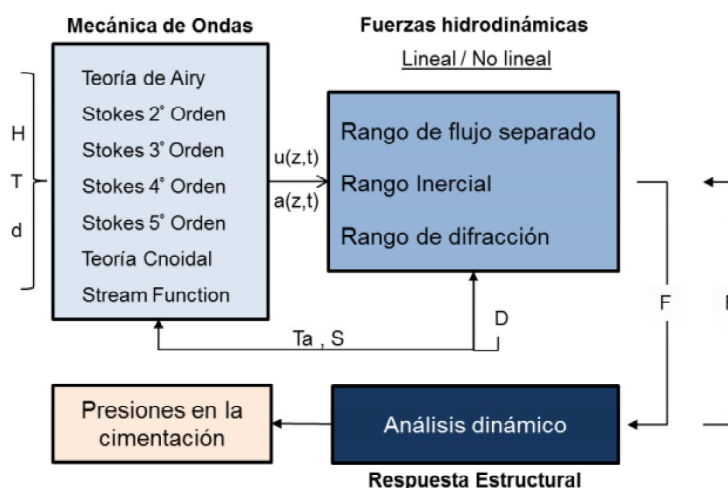 Mecánica de Ondas
Fuerzas hidrodinámicas
Lineal / No lineal
H
T
d
Teoría de Airy
Stokes 2° Orden
Stokes 3° Orden
Stokes 4° Orden
Stokes 5° Orden
Teoría Cnoidal
Stream Function
u(z,t)
a(z,t)
Rango de flujo separado
Rango Inercial
Rango de difracción
Ta , S
D
F
Presiones en la
cimentación
Análisis dinámico
Respuesta Estructural